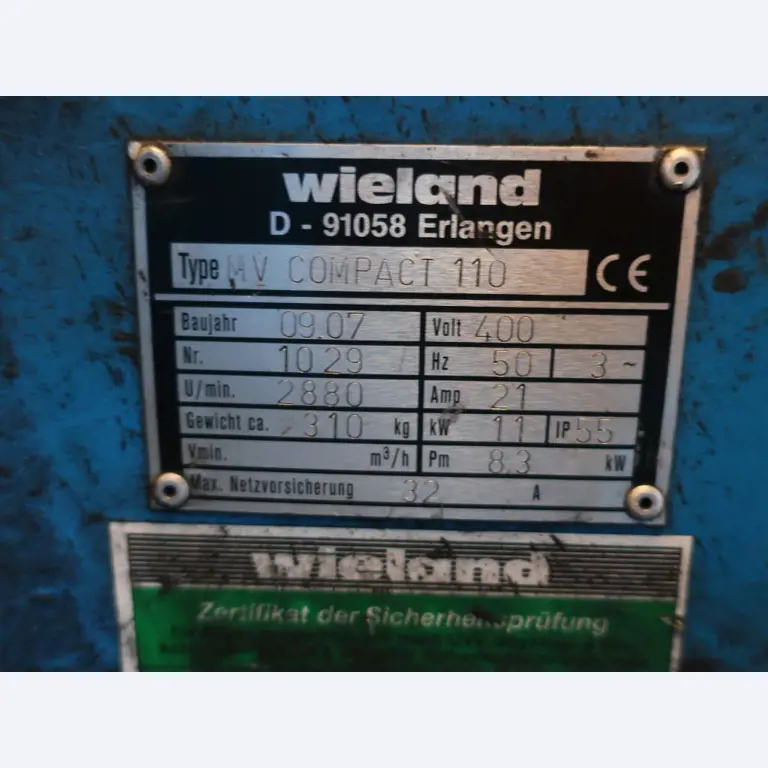 wieland
D - 91058 Erlangen
Type MV COMPACT 110 CE
Baujahr 09.07 Volt 400
Nr. 1029 Hz 50 3 ~
U/min. 2880 Amp 21
Gewicht ca. 310 kg kW 11 IP 55
Vmin. m³/h Pm 8.3 kW
Max. Netzvorsicherung 32 A
wieland
Zertifikat der Sicherheitsprüfung